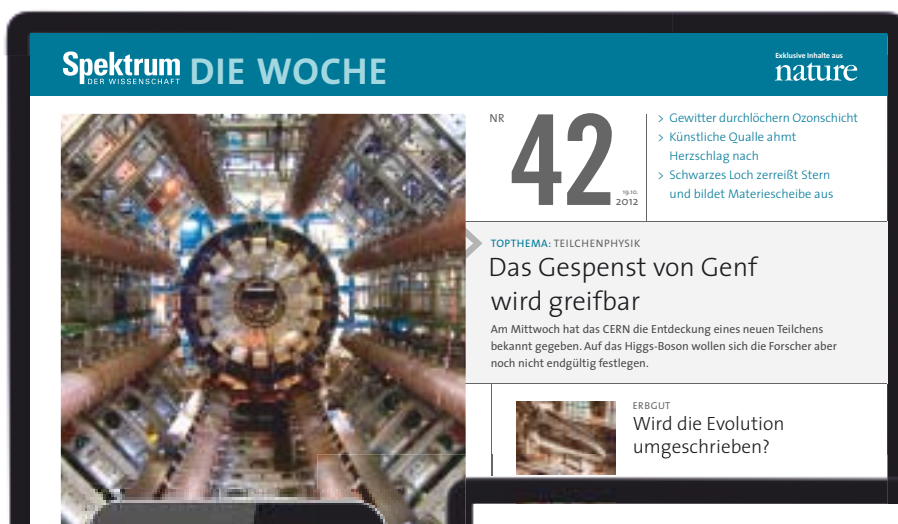 Spektrum
DER WISSENSCHAFT
DIE WOCHE
Exklusive Inhalte aus
nature
NR
42
19.10.
2012
> Gewitter durchlöchern Ozonschicht
> Künstliche Qualle ahmt
Herzschlag nach
> Schwarzes Loch zerreißt Stern
und bildet Materiescheibe aus
TOPTHEMA: TEILCHENPHYSIK
Das Gespenst von Genf
wird greifbar
Am Mittwoch hat das CERN die Entdeckung eines neuen Teilchens
bekannt gegeben. Auf das Higgs-Boson wollen sich die Forscher aber
noch nicht endgültig festlegen.
ERBGUT
Wird die Evolution
umgeschrieben?